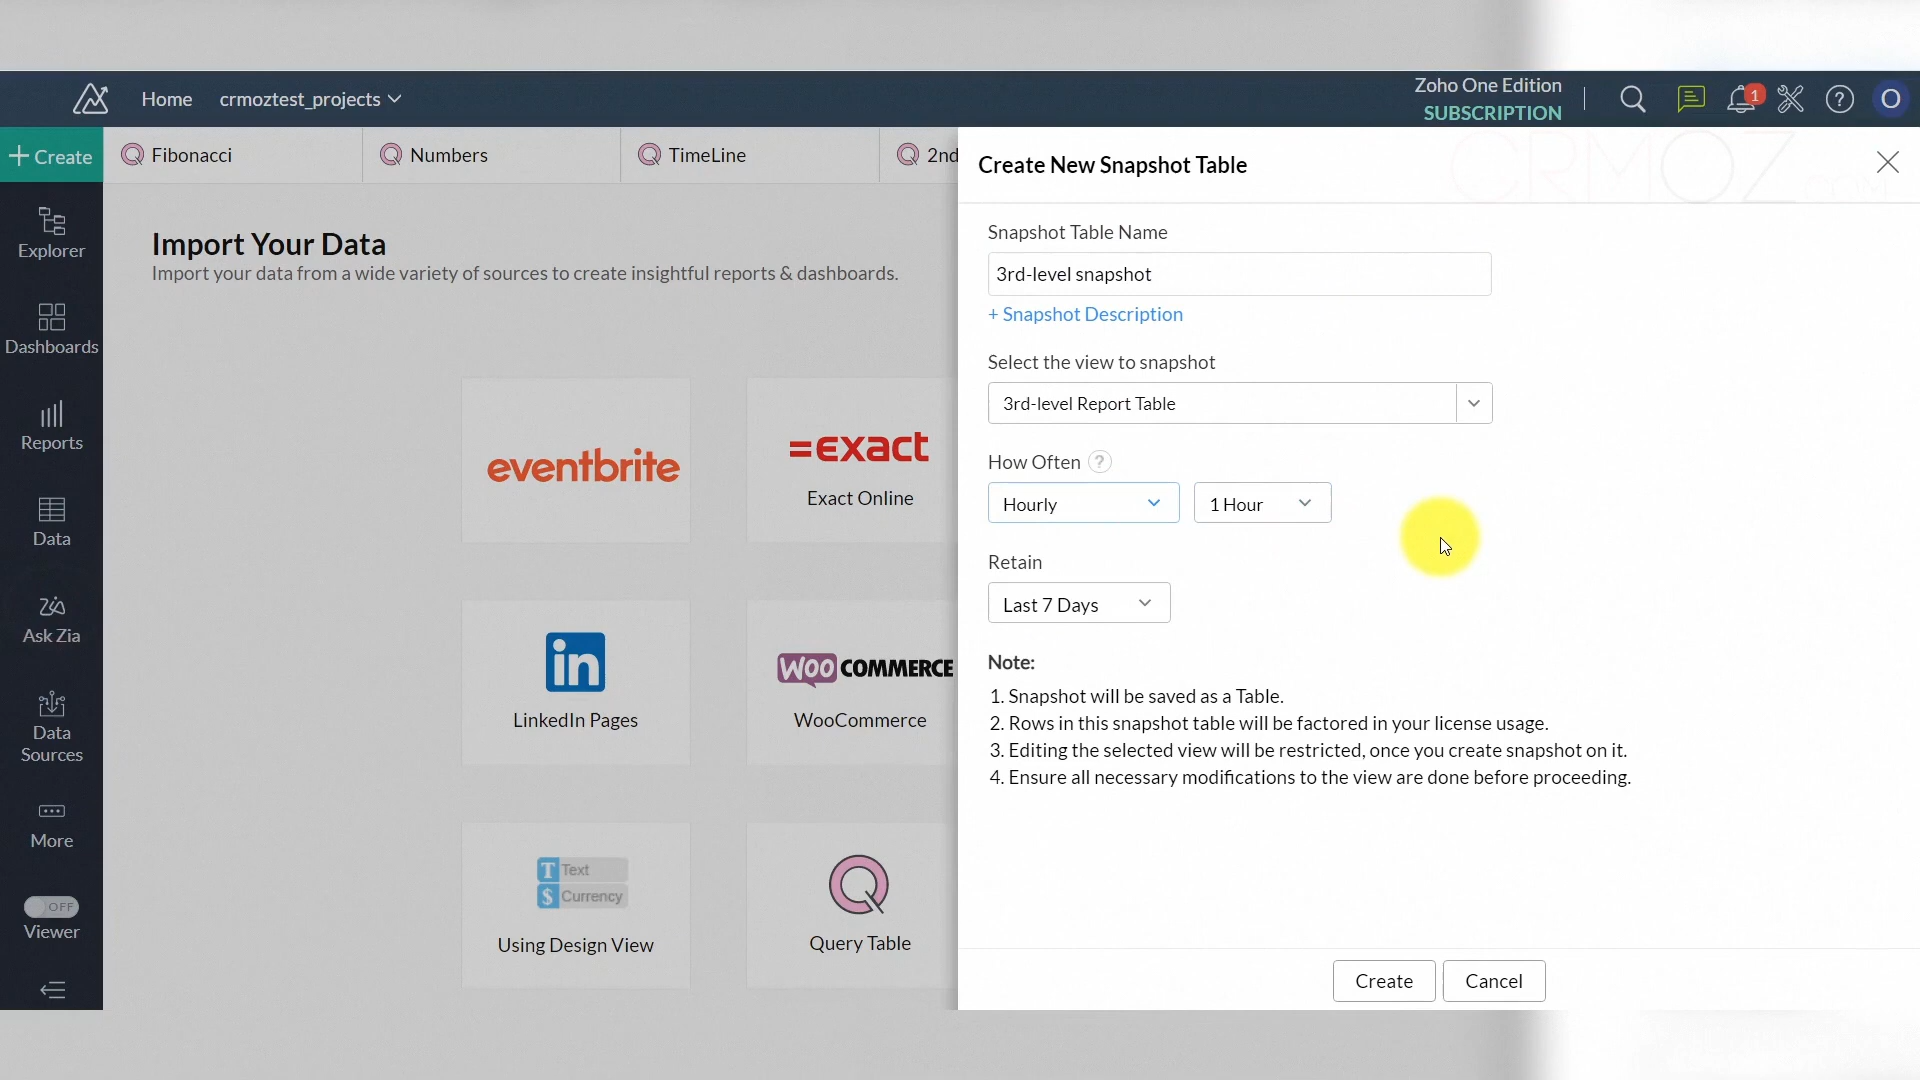 Home crmoztest_projects
Zoho One Edition
SUBSCRIPTION
1
O
Create
Fibonacci
Numbers
TimeLine
2nd
Explorer
Dashboards
Reports
Data
Ask Zia
Data
Sources
More
OFF
Viewer
Import Your Data
Import your data from a wide variety of sources to create insightful reports & dashboards.
eventbrite
=exact
Exact Online
in
LinkedIn Pages
WOO COMMERCE
WooCommerce
T Text
$ Currency
Using Design View
Query Table
Create New Snapshot Table
CRMOZ.com
Snapshot Table Name
3rd-level snapshot
+ Snapshot Description
Select the view to snapshot
3rd-level Report Table
How Often ?
Hourly
1 Hour
Retain
Last 7 Days
Note:
1. Snapshot will be saved as a Table.
2. Rows in this snapshot table will be factored in your license usage.
3. Editing the selected view will be restricted, once you create snapshot on it.
4. Ensure all necessary modifications to the view are done before proceeding.
Create
Cancel